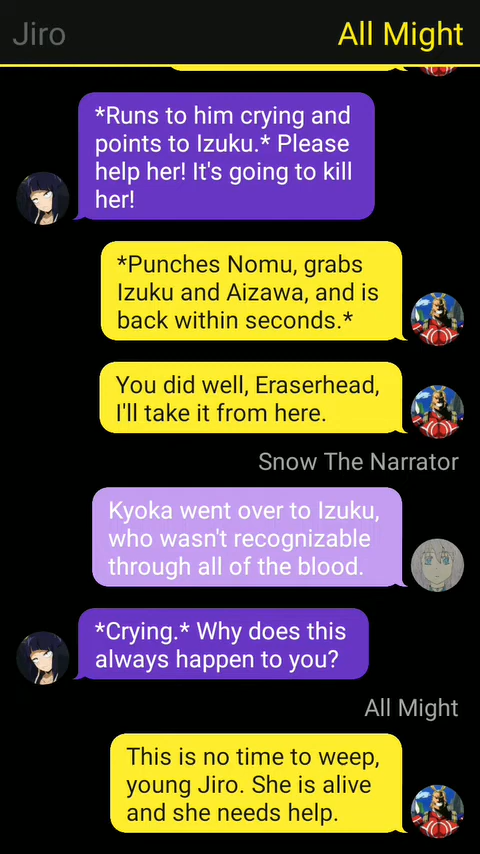 Jiro
All Might
*Runs to him crying and
points to Izuku.* Please
help her! It's going to kill
her!
*Punches Nomu, grabs
Izuku and Aizawa, and is
back within seconds.*
You did well, Eraserhead,
I'll take it from here.
Snow The Narrator
Kyoka went over to Izuku,
who wasn't recognizable
through all of the blood.
*Crying.* Why does this
always happen to you?
All Might
This is no time to weep,
young Jiro. She is alive
and she needs help.